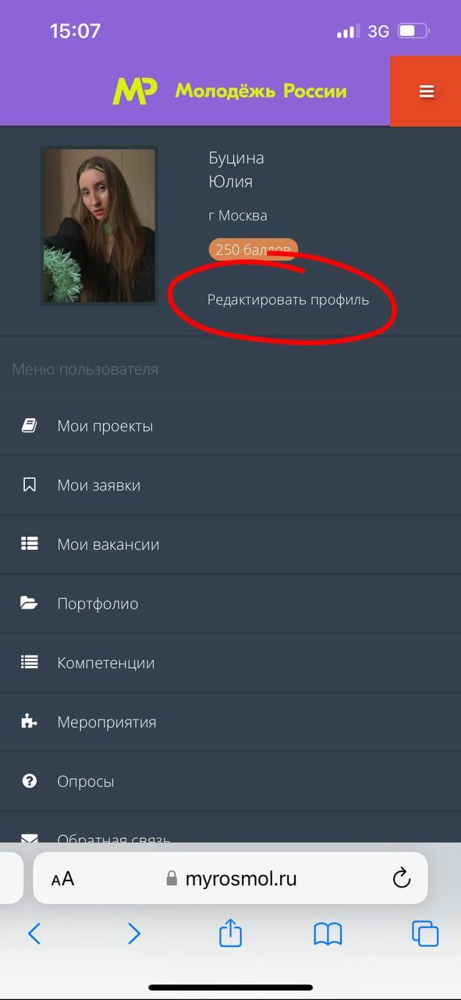 15:07
3G
МР Молодёжь России
Буцина
Юлия
г Москва
250 баллов
Редактировать профиль
Меню пользователя
Мои проекты
Мои заявки
Мои вакансии
Портфолио
Компетенции
Мероприятия
Опросы
Обратная связь
AA myrosmol.ru